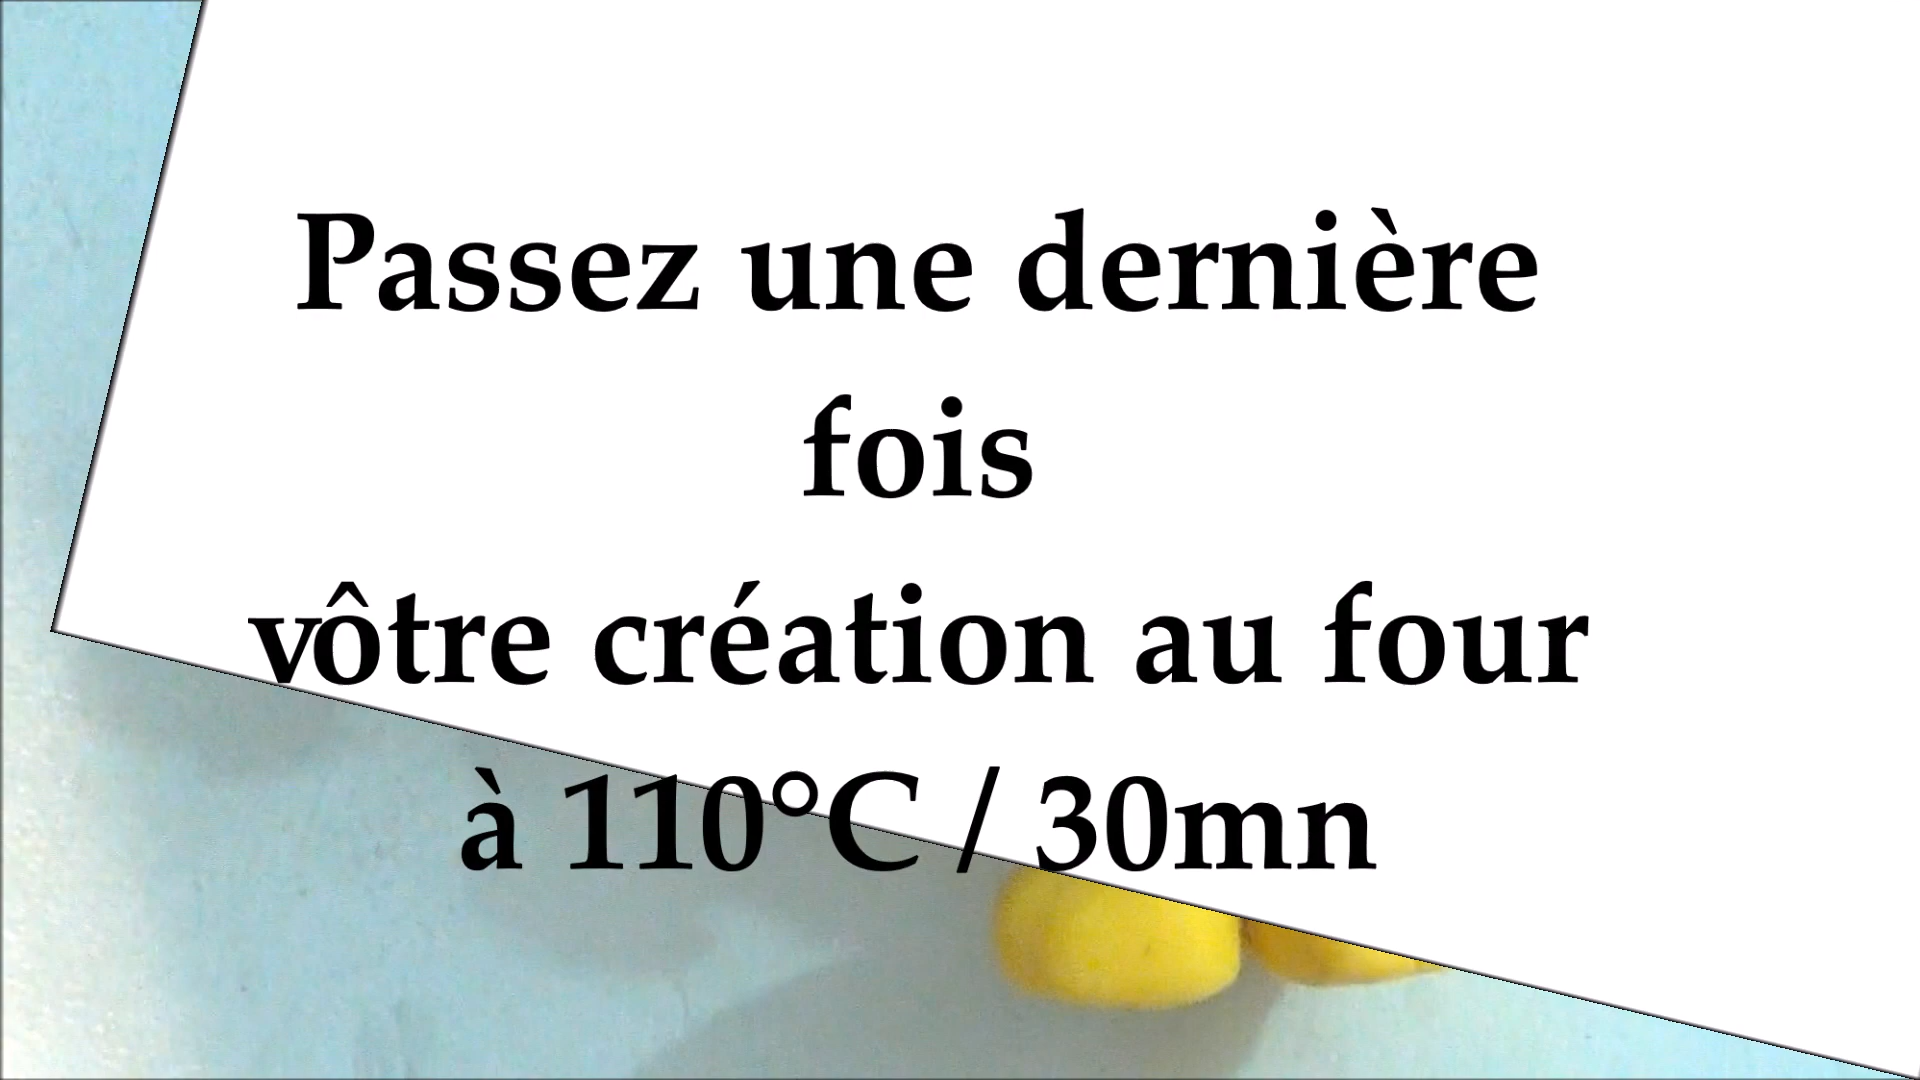 Passez une dernière
fois
vôtre création au four
à 110°C / 30mn